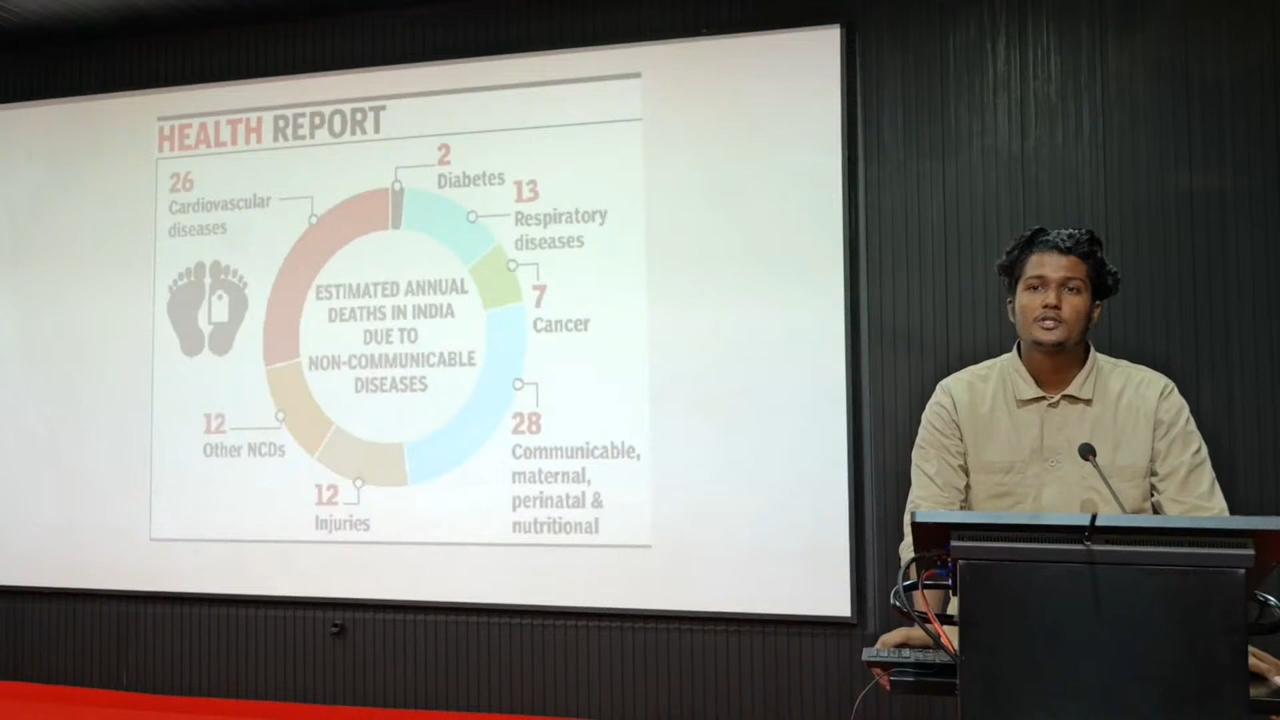 HEALTH REPORT
26
Cardiovascular
diseases
2
Diabetes
13
Respiratory
diseases
7
Cancer
ESTIMATED ANNUAL
DEATHS IN INDIA
DUE TO
NON-COMMUNICABLE
DISEASES
28
Communicable,
maternal,
perinatal &
nutritional
12
Other NCDs
12
Injuries